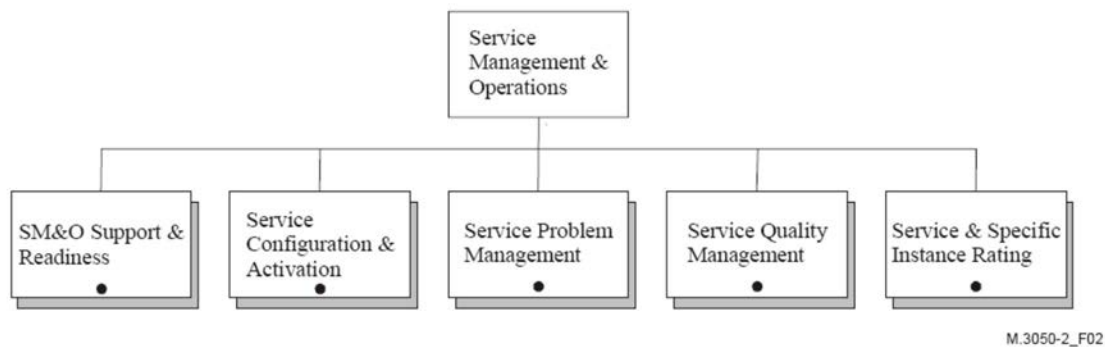 Service
Management &
Operations
SM&O Support &
Readiness
Service
Configuration &
Activation
Service Problem
Management
Service Quality
Management
Service & Specific
Instance Rating
M.3050-2_F02